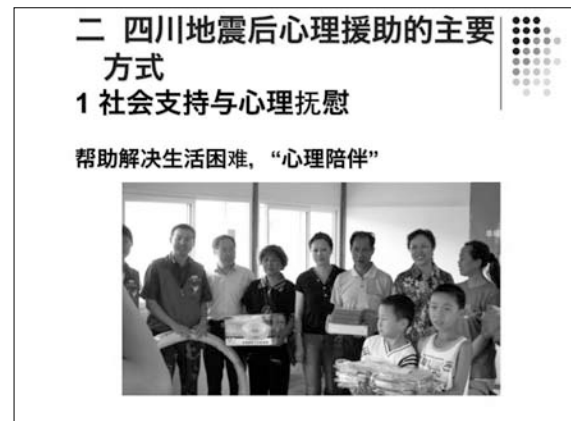 二 四川地震后心理援助的主要
方式
1 社会支持与心理抚慰
帮助解决生活困难，“心理陪伴”